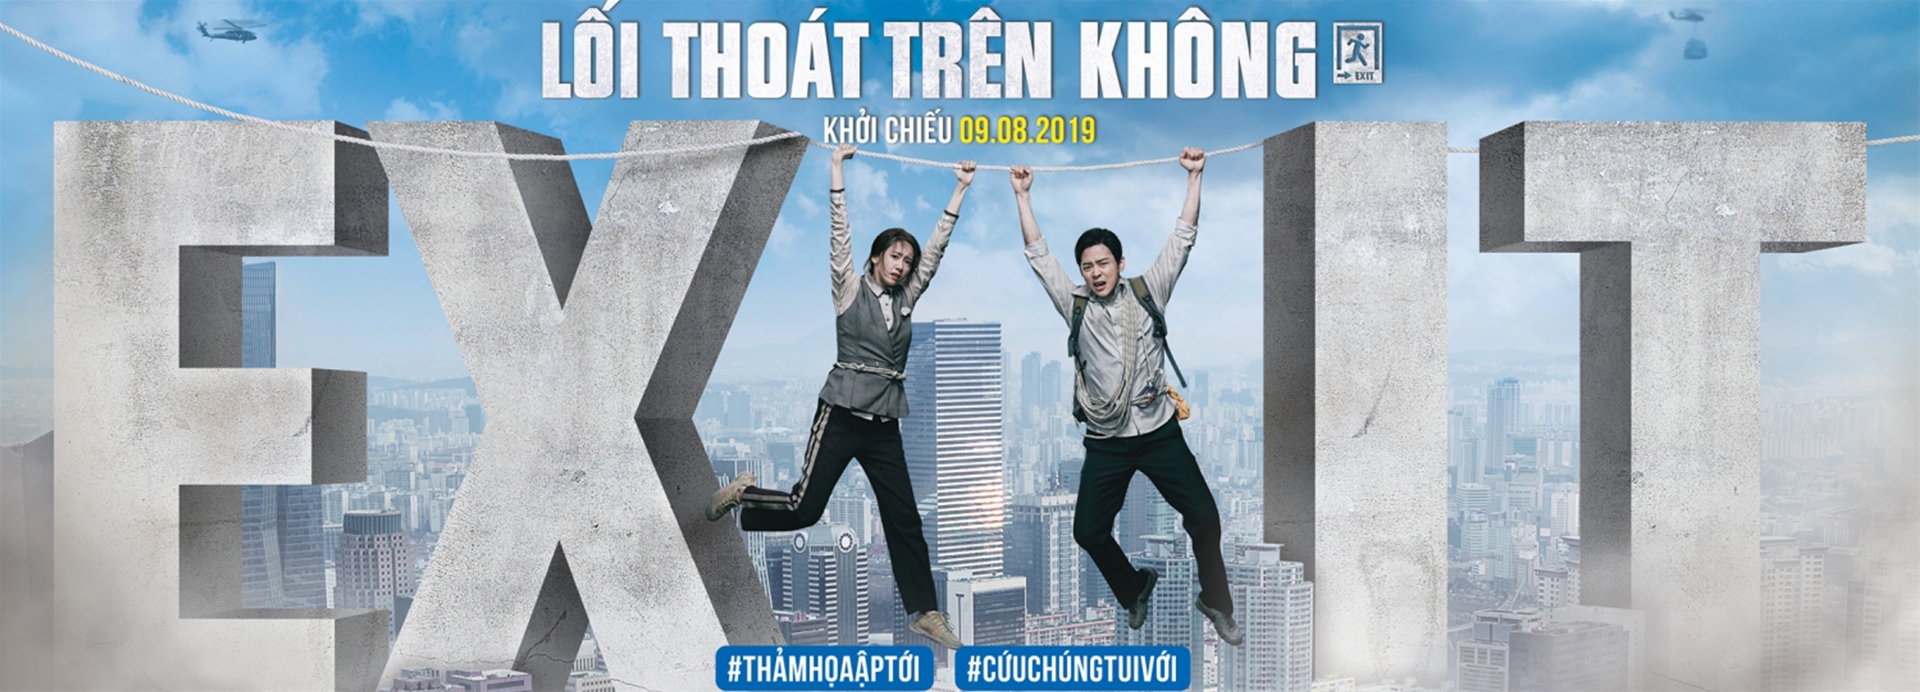 LỐI THOÁT TRÊN KHÔNG
EXIT
KHỞI CHIẾU 09.08.2019
EXIT
#THẢMHỌAẬPTỚI #CỨUCHÚNGTUIVỚI